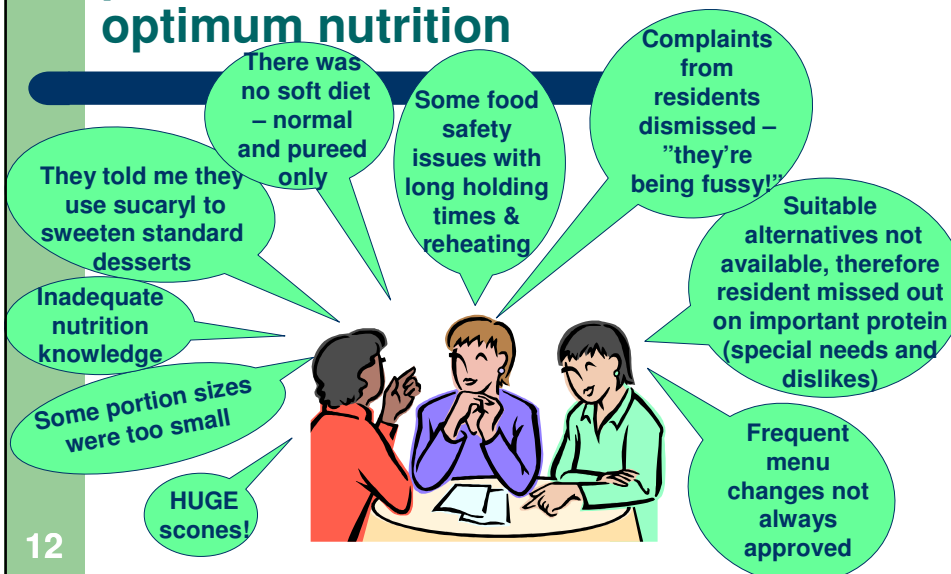 optimum nutrition
There was
no soft diet
– normal
and pureed
only
Some food
safety
issues with
long holding
times &
reheating
Complaints
from
residents
dismissed –
”they’re
being fussy!”
They told me they
use sucaryl to
sweeten standard
desserts
Suitable
alternatives not
available, therefore
resident missed out
on important protein
(special needs and
dislikes)
Inadequate
nutrition
knowledge
Some portion sizes
were too small
HUGE
scones!
Frequent
menu
changes not
always
approved
12